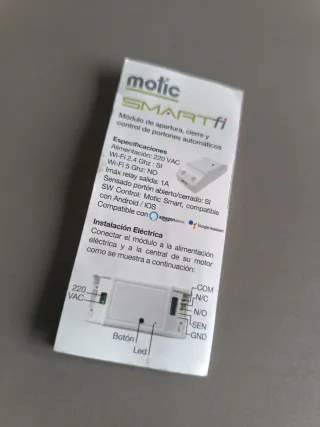 motic
SMARTfi
Módulo de apertura, cierre y
control de portones automáticos
Especificaciones
Alimentación: 220 VAC
Wi-Fi 2.4 Ghz : SI
Wi-Fi 5 Ghz: NO
Imáx relay salida: 1A
Sensado portón abierto/cerrado: SI
SW Control: Motic Smart, compatible
con Android / IOS
Compatible con amazon alexa Google Assistant
Instalación Eléctrica
Conectar el módulo a la alimentación
eléctrica y a la central de su motor
como se muestra a continuación:
220
VAC
COM
N/C
N/O
SEN
GND
Botón
Led